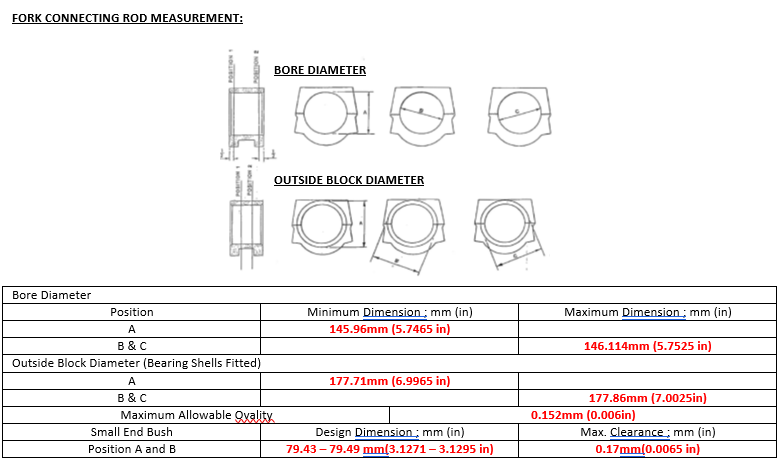 FORK CONNECTING ROD MEASUREMENT:
POSITION 1
POSITION 2
BORE DIAMETER
A
B
C
POSITION 1
POSITION 2
OUTSIDE BLOCK DIAMETER
A
B
C
Bore Diameter
Position Minimum Dimension ; mm (in) Maximum Dimension ; mm (in)
A 145.96mm (5.7465 in)
B & C 146.114mm (5.7525 in)
Outside Block Diameter (Bearing Shells Fitted)
A 177.71mm (6.9965 in)
B & C 177.86mm (7.0025in)
Maximum Allowable Ovality 0.152mm (0.006in)
Small End Bush Design Dimension ; mm (in) Max. Clearance ; mm (in)
Position A and B 79.43 – 79.49 mm(3.1271 – 3.1295 in) 0.17mm(0.0065 in)